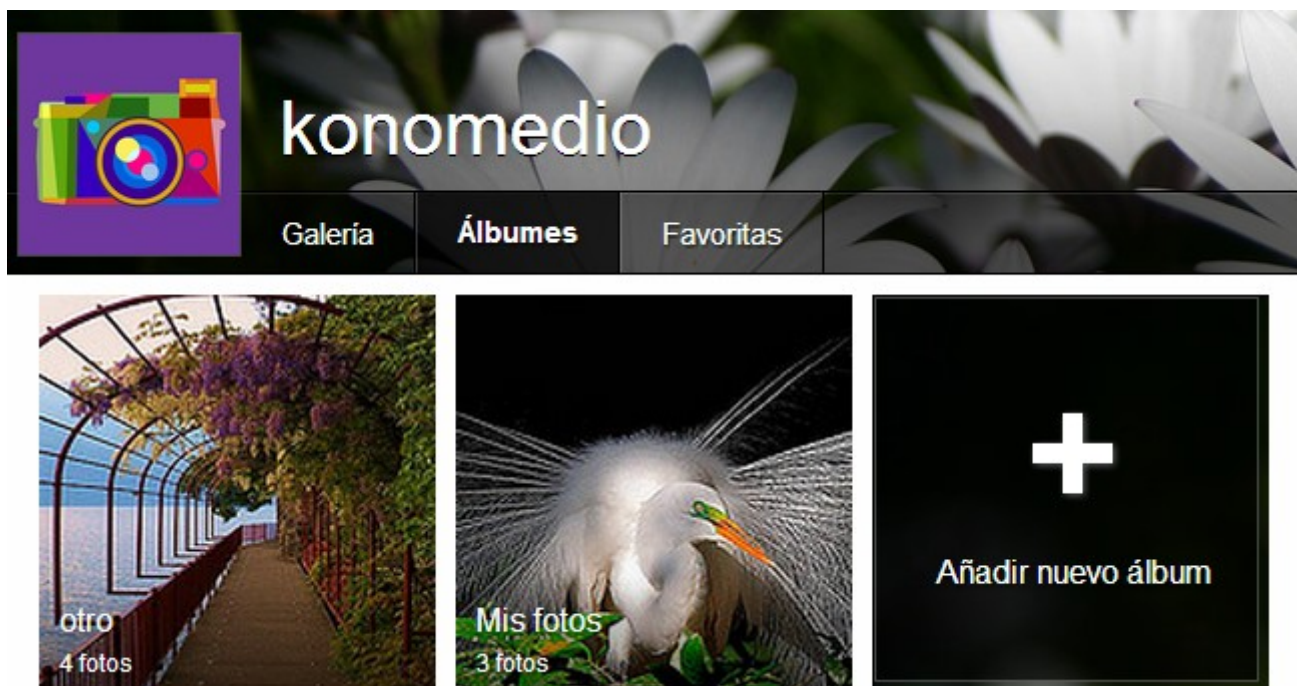 konomedio
Galería
Álbumes
Favoritas
otro
4 fotos
Mis fotos
3 fotos
Añadir nuevo álbum